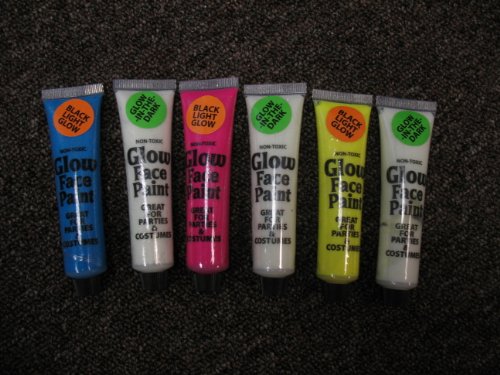 BLACK
LIGHT
GLOW
NON-TOXIC
Glow
Face
Paint
GREAT
FOR
PARTIES
&
COSTUMES
GLOW
-IN-THE-
DARK
NON-TOXIC
Glow
Face
Paint
GREAT
FOR
PARTIES
&
COSTUMES
BLACK
LIGHT
GLOW
NON-TOXIC
Glow
Face
Paint
GREAT
FOR
PARTIES
&
COSTUMES
GLOW
-IN-THE-
DARK
NON-TOXIC
Glow
Face
Paint
GREAT
FOR
PARTIES
&
COSTUMES
BLACK
LIGHT
GLOW
NON-TOXIC
Glow
Face
Paint
GREAT
FOR
PARTIES
&
COSTUMES
GLOW
-IN-THE-
DARK
NON-TOXIC
Glow
Face
Paint
GREAT
FOR
PARTIES
&
COSTUMES